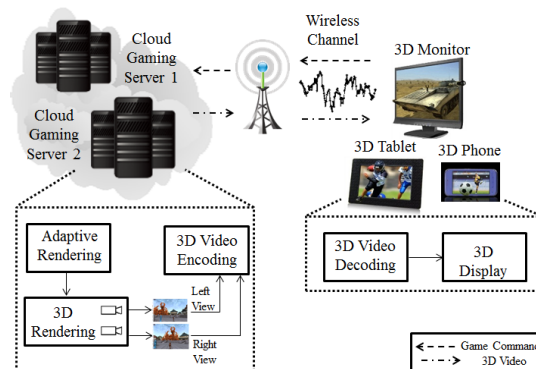 Cloud
Gaming
Server 1
Cloud
Gaming
Server 2
Wireless
Channel
3D Monitor
3D Tablet
3D Phone
Adaptive
Rendering
3D Video
Encoding
3D
Rendering
Left
View
Right
View
3D Video
Decoding
3D
Display
Game Command
3D Video